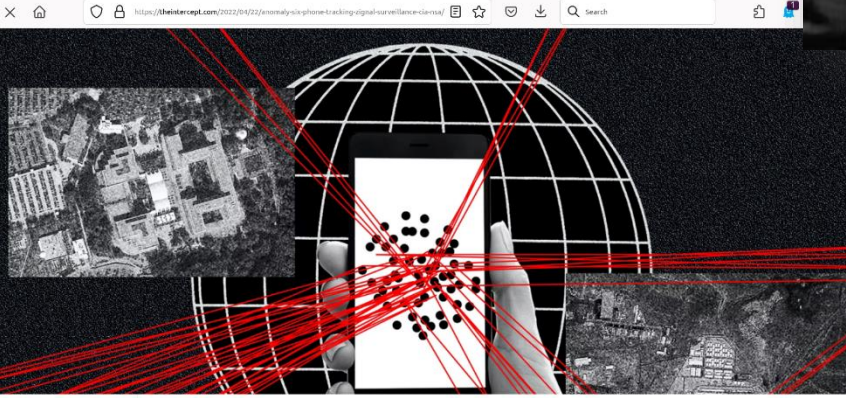 https://theintercept.com/2022/04/22/anomaly-six-phone-tracking-zignal-surveillance-cia-nsa/
Search
1